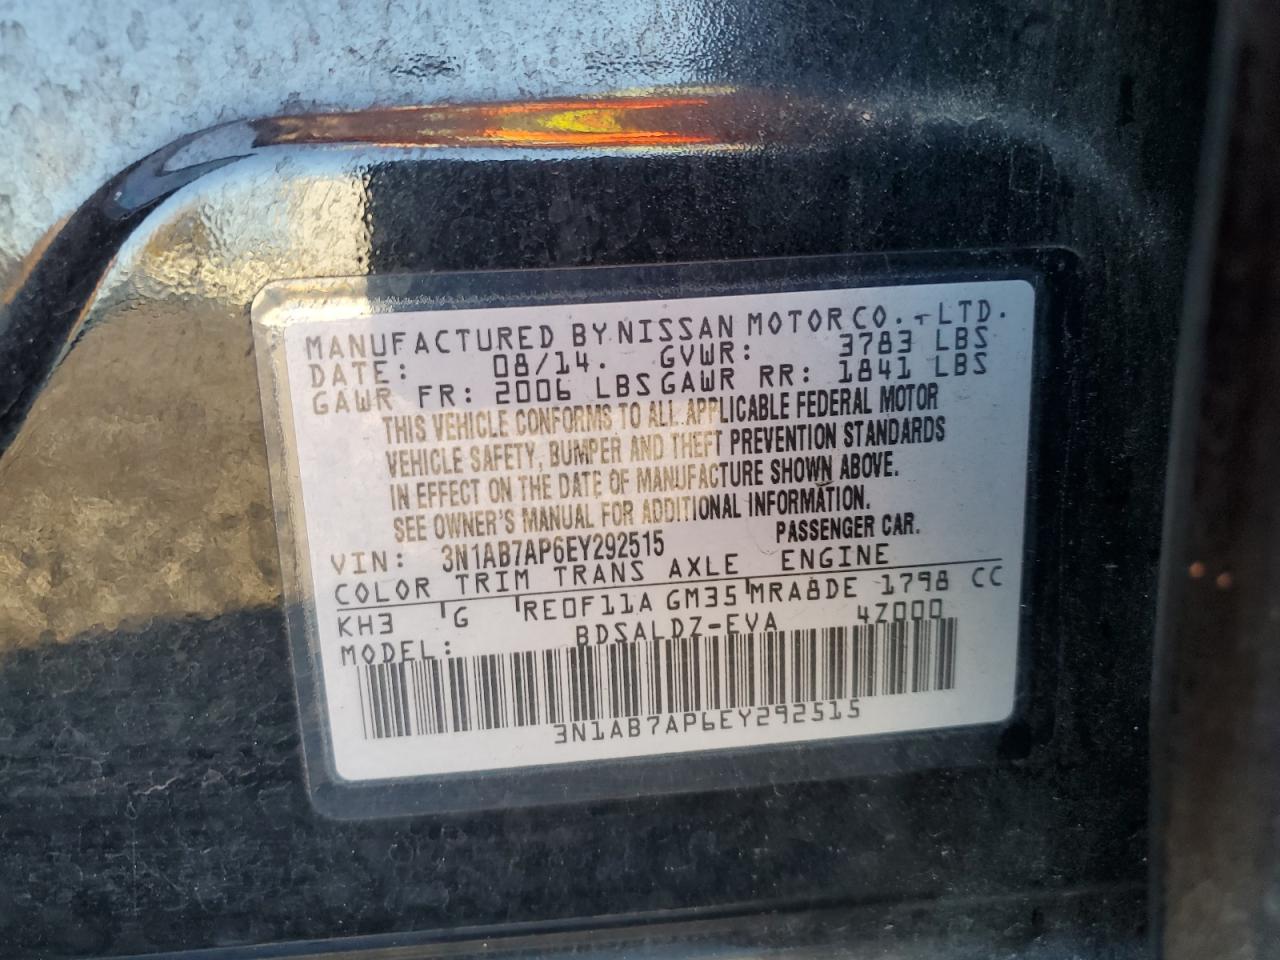 MANUFACTURED BY NISSAN MOTOR CO., LTD.
DATE: 08/14. GVWR: 3783 LBS
GAWR FR: 2006 LBS GAWR RR: 1841 LBS
THIS VEHICLE CONFORMS TO ALL APPLICABLE FEDERAL MOTOR
VEHICLE SAFETY, BUMPER AND THEFT PREVENTION STANDARDS
IN EFFECT ON THE DATE OF MANUFACTURE SHOWN ABOVE.
SEE OWNER'S MANUAL FOR ADDITIONAL INFORMATION.
VIN: 3N1AB7AP6EY292515 PASSENGER CAR.
COLOR TRIM TRANS AXLE ENGINE
KH3 G RE0F11A GM35 MRA8DE 1798 CC
MODEL: BDSALDZ-EVA 4Z000
3N1AB7AP6EY292515